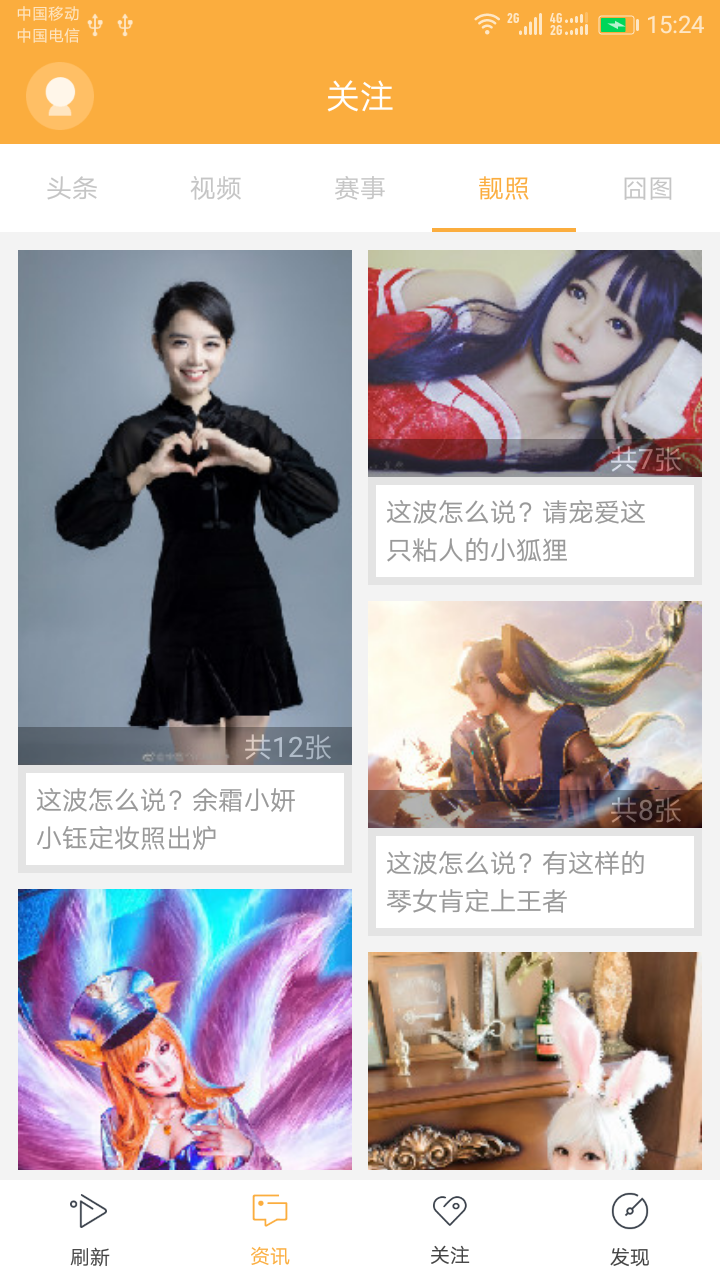 中国移动
中国电信
2G
4G
2G
15:24
关注
头条 视频 赛事 靓照 囧图
共12张
这波怎么说？余霜小妍
小钰定妆照出炉
共7张
这波怎么说？请宠爱这
只粘人的小狐狸
共8张
这波怎么说？有这样的
琴女肯定上王者
刷新 资讯 关注 发现